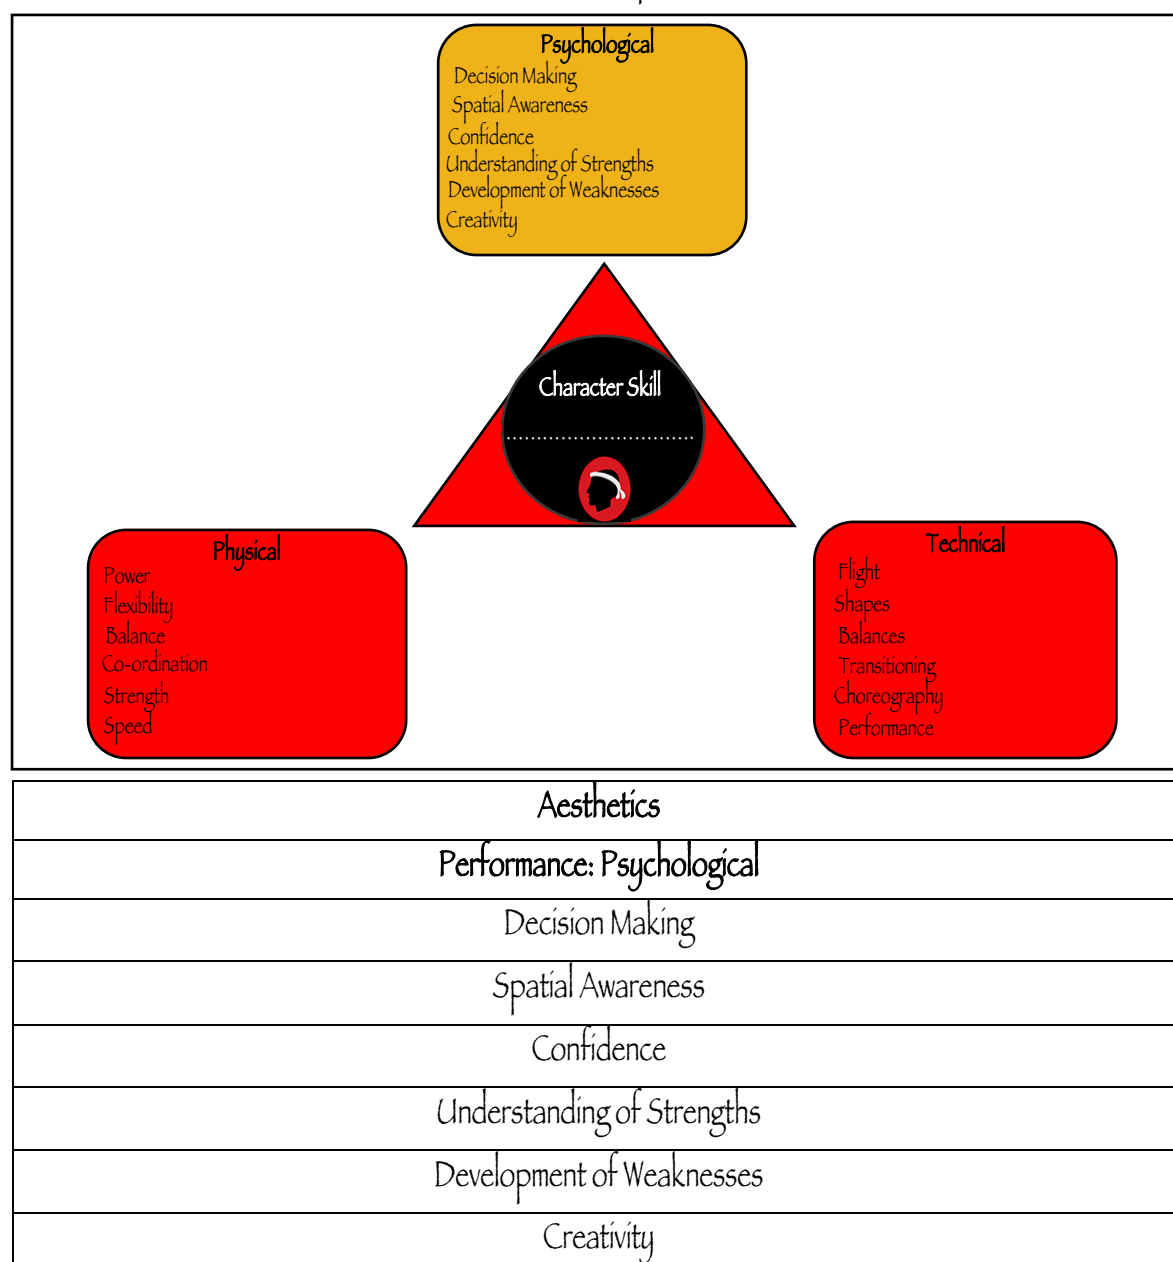 Psychological
Decision Making
Spatial Awareness
Confidence
Understanding of Strengths
Development of Weaknesses
Creativity
Character Skill
....................................
Physical
Power
Flexibility
Balance
Co-ordination
Strength
Speed
Technical
Flight
Shapes
Balances
Transitioning
Choreography
Performance
Aesthetics
Performance: Psychological
Decision Making
Spatial Awareness
Confidence
Understanding of Strengths
Development of Weaknesses
Creativity